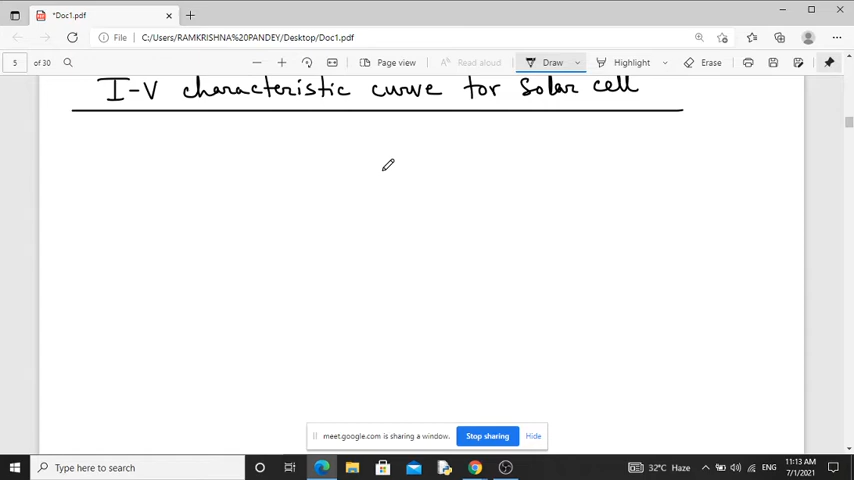 *Doc1.pdf
File
C:/Users/RAMKRISHNA%20PANDEY/Desktop/Doc1.pdf
5 of 30
Page view
Read aloud
Draw
Highlight
Erase
I-V characteristic curve for Solar cell
meet.google.com is sharing a window.
Stop sharing
Hide
Type here to search
32°C Haze
ENG
11:13 AM
7/1/2021